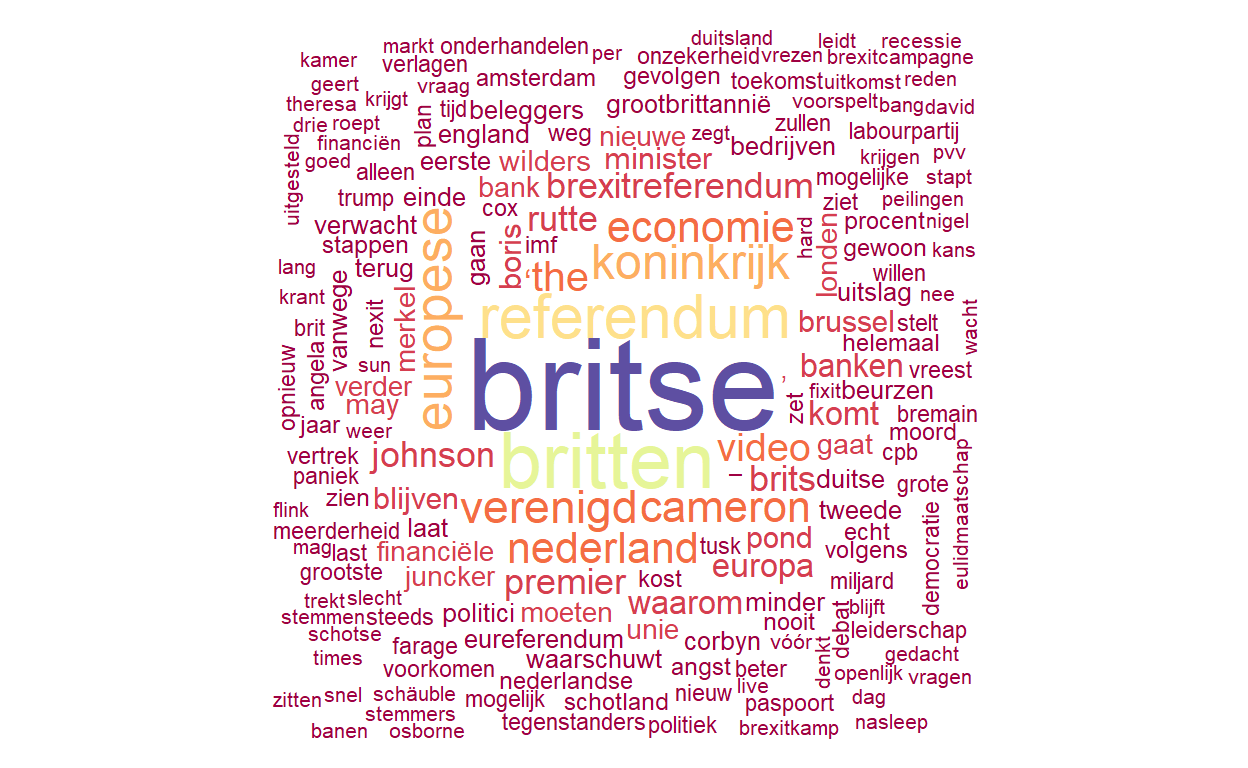 duitsland leidt recessie
kamer markt onderhandelen per onzekerheid vrezen brexitcampagne
geert verlagen vraag amsterdam gevolgen toekomst uitkomst reden
theresa krijgt plan tijd beleggers grootbrittannië voorspelt bang david
drie roept england weg nieuwe zegt zullen labourpartij
uitgesteld financiën goed eerste wilders minister bedrijven krijgen pvv
alleen bank brexitreferendum mogelijke stapt
trump einde cox rutte economie hard ziet peilingen
verwacht europese gaan boris imf londen procent nigel
stappen koninkrijk gewoon kans
lang terug ‘the willen
krant vanwege nexit merkel referendum uitslag nee wacht
brit brussel stelt
opnieuw angela sun britse helemaal
verder ’ banken vreest
may zet fixit beurzen
jaar weer komt bremain
vertrek johnson britten video gaat moord cpb
paniek – brits duitse grote
flink zien blijven verenigd cameron tweede democratie eulidmaatschap
meerderheid laat echt
mag last financiële nederland tusk pond volgens
grootste juncker premier kost europa miljard
trekt slecht waarom minder blijft
stemmen steeds politici moeten nooit debat
schotse farage eureferendum unie corbyn vóór leiderschap
times voorkomen waarschuwt angst beter denkt gedacht
nederlandse live openlijk vragen
zitten snel schäuble mogelijk schotland nieuw paspoort dag
stemmers tegenstanders politiek brexitkamp nasleep
banen osborne